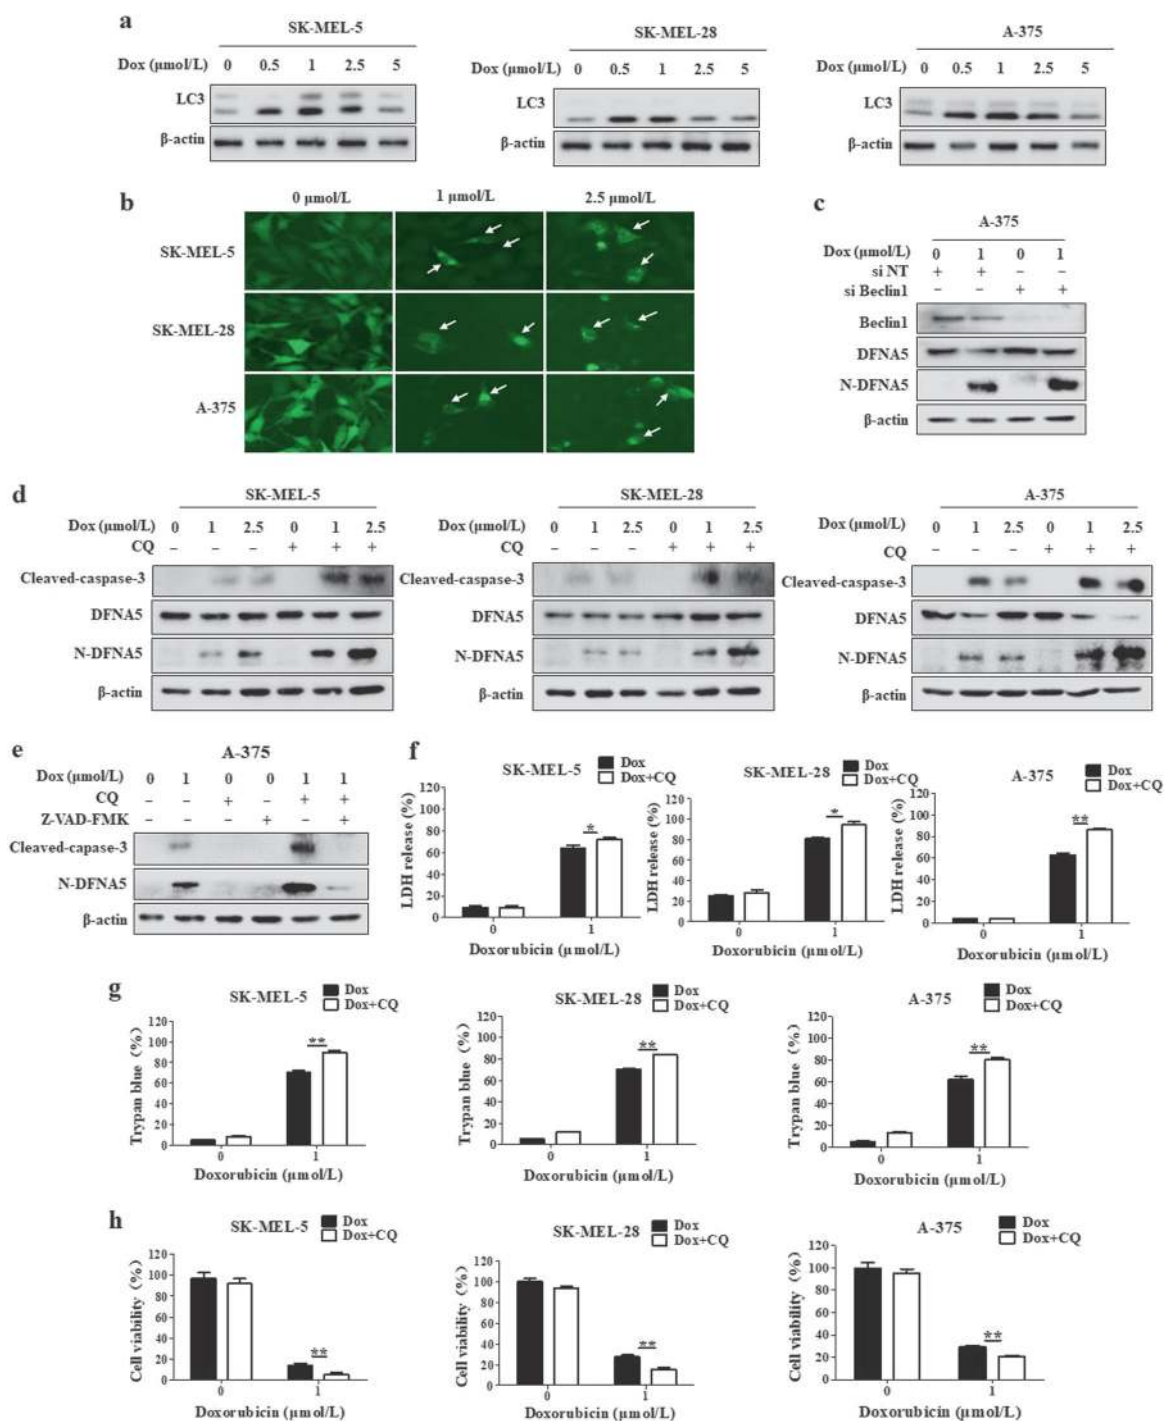 a
SK-MEL-5
SK-MEL-28
A-375
Dox (µmol/L) 0 0.5 1 2.5 5
Dox (µmol/L) 0 0.5 1 2.5 5
Dox (µmol/L) 0 0.5 1 2.5 5
LC3
LC3
LC3
β-actin
β-actin
β-actin
b
0 µmol/L 1 µmol/L 2.5 µmol/L
SK-MEL-5
SK-MEL-28
A-375
c
A-375
Dox (µmol/L) 0 1 0 1
si NT + + – –
si Beclin1 – – + +
Beclin1
DFNA5
N-DFNA5
β-actin
d
SK-MEL-5
Dox (µmol/L) 0 1 2.5 0 1 2.5
CQ – – – + + +
Cleaved-caspase-3
DFNA5
N-DFNA5
β-actin
SK-MEL-28
Dox (µmol/L) 0 1 2.5 0 1 2.5
CQ – – – + + +
Cleaved-caspase-3
DFNA5
N-DFNA5
β-actin
A-375
Dox (µmol/L) 0 1 2.5 0 1 2.5
CQ – – – + + +
Cleaved-caspase-3
DFNA5
N-DFNA5
β-actin
e
A-375
Dox (µmol/L) 0 1 0 0 1 1
CQ – – + – + +
Z-VAD-FMK – – – + – +
Cleaved-capase-3
N-DFNA5
β-actin
f
SK-MEL-5
Dox
Dox+CQ
LDH release (%)
100
80
60
40
20
0
*
0 1
Doxorubicin (µmol/L)
SK-MEL-28
Dox
Dox+CQ
LDH release (%)
120
100
80
60
40
20
0
*
0 1
Doxorubicin (µmol/L)
A-375
Dox
Dox+CQ
LDH release (%)
120
100
80
60
40
20
0
**
0 1
Doxorubicin (µmol/L)
g
SK-MEL-5
Dox
Dox+CQ
Trypan blue (%)
120
100
80
60
40
20
0
**
0 1
Doxorubicin (µmol/L)
SK-MEL-28
Dox
Dox+CQ
Trypan blue (%)
120
100
80
60
40
20
0
**
0 1
Doxorubicin (µmol/L)
A-375
Dox
Dox+CQ
Trypan blue (%)
120
100
80
60
40
20
0
**
0 1
Doxorubicin (µmol/L)
h
SK-MEL-5
Dox
Dox+CQ
Cell viability (%)
120
100
80
60
40
20
0
**
0 1
Doxorubicin (µmol/L)
SK-MEL-28
Dox
Dox+CQ
Cell viability (%)
120
100
80
60
40
20
0
**
0 1
Doxorubicin (µmol/L)
A-375
Dox
Dox+CQ
Cell viability (%)
120
100
80
60
40
20
0
**
0 1
Doxorubicin (µmol/L)